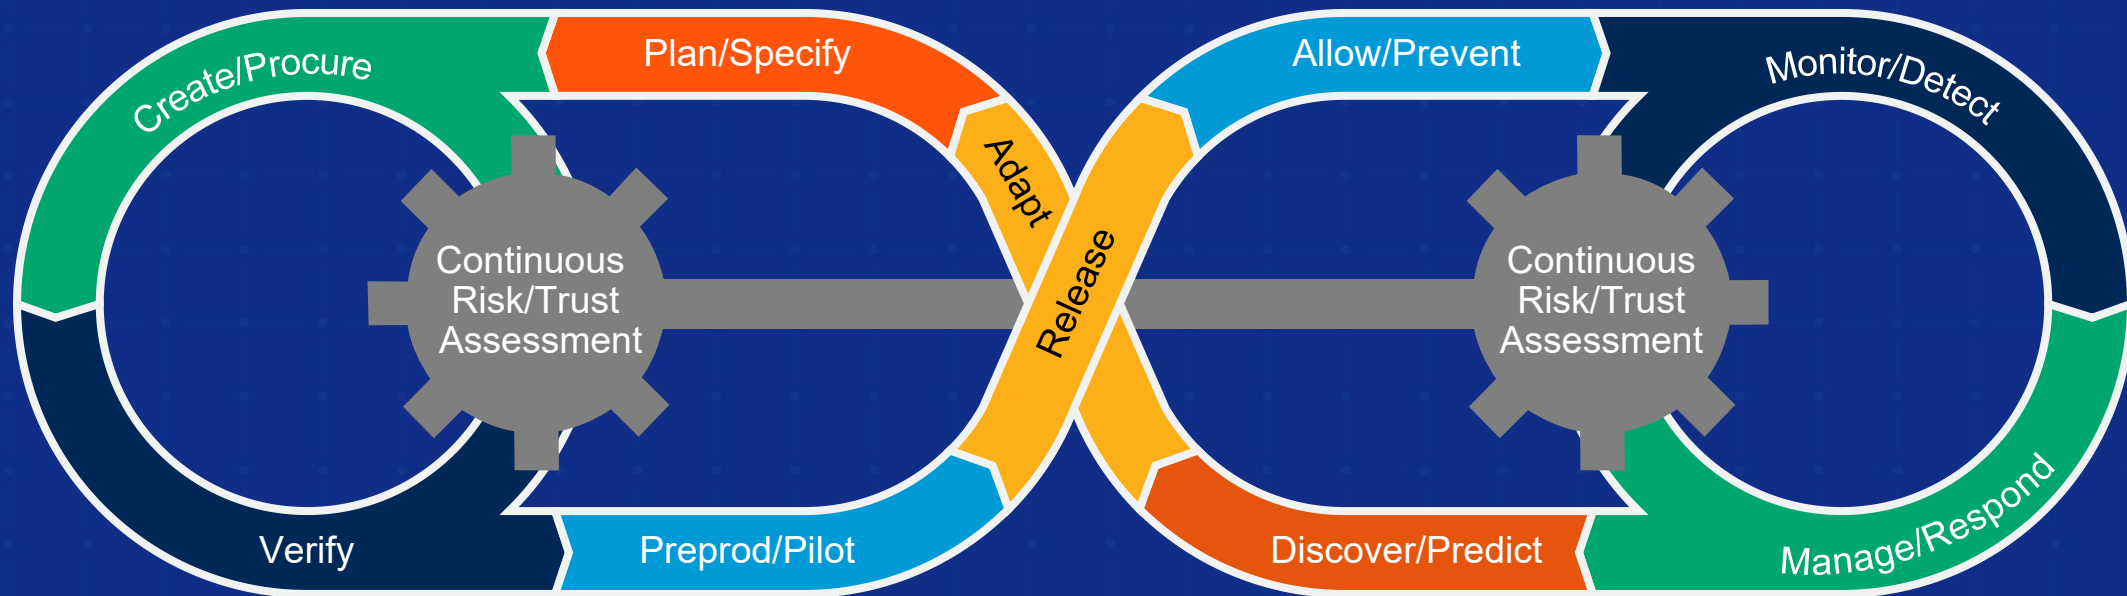 Create/Procure
Plan/Specify
Adapt
Release
Allow/Prevent
Monitor/Detect
Continuous
Risk/Trust
Assessment
Continuous
Risk/Trust
Assessment
Verify
Preprod/Pilot
Discover/Predict
Manage/Respond